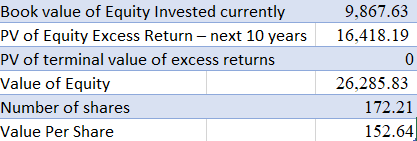 Book value of Equity Invested currently 9,867.63
PV of Equity Excess Return – next 10 years 16,418.19
PV of terminal value of excess returns 0
Value of Equity 26,285.83
Number of shares 172.21
Value Per Share 152.64